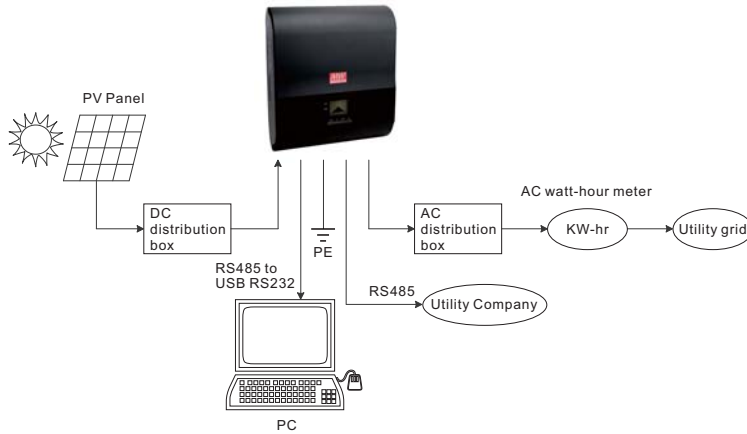 PV Panel
DC
distribution
box
RS485 to
USB RS232
PC
PE
RS485
Utility Company
AC
distribution
box
AC watt-hour meter
KW-hr
Utility grid